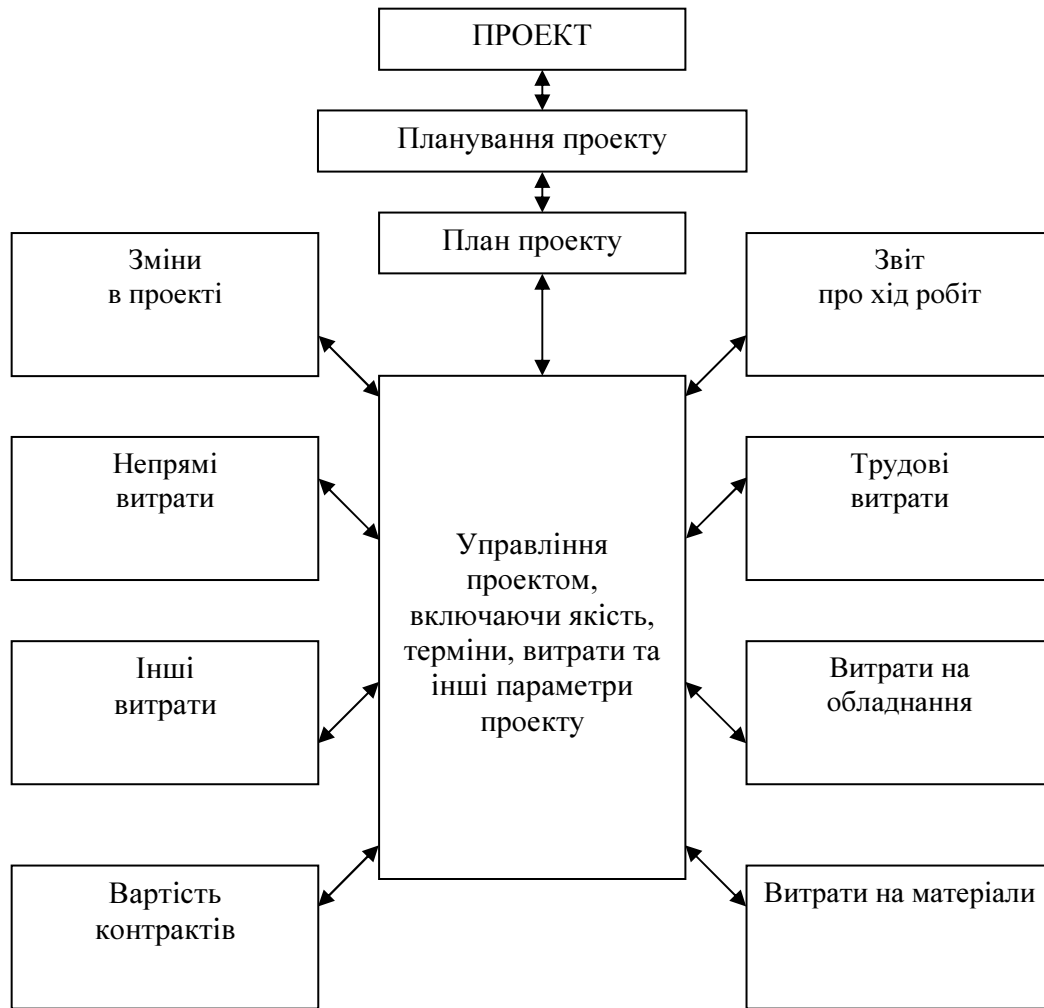 ПРОЕКТ
Планування проекту
План проекту
Зміни
в проекті
Звіт
про хід робіт
Непрямі
витрати
Трудові
витрати
Управління
проектом,
включаючи якість,
терміни, витрати та
інші параметри
проекту
Інші
витрати
Витрати на
обладнання
Вартість
контрактів
Витрати на матеріали